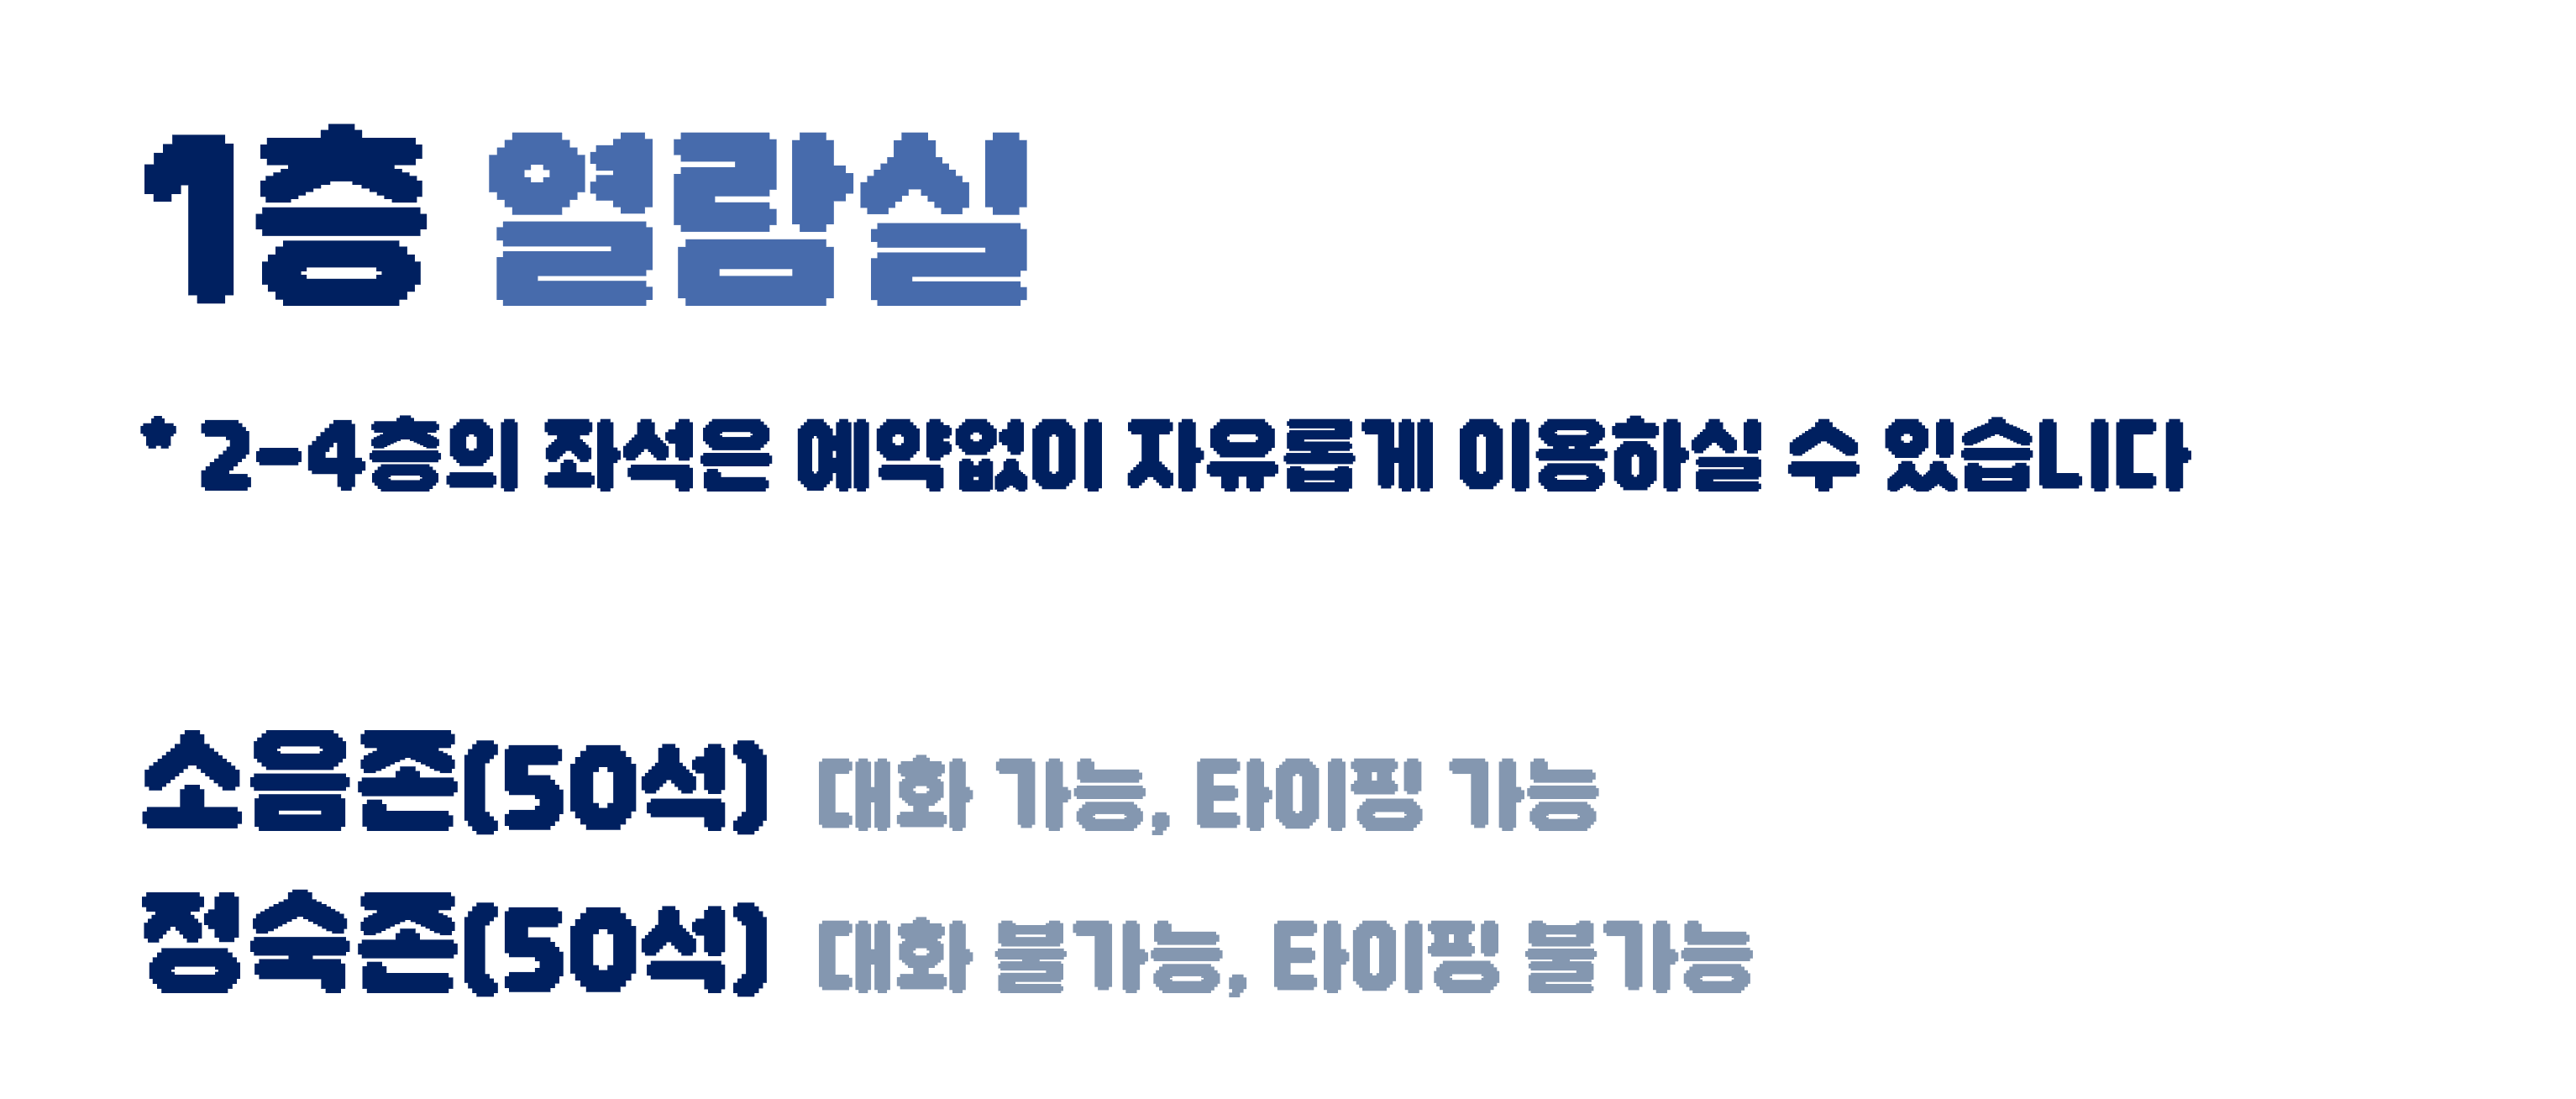 1층 열람실
* 2-4층의 좌석은 예약없이 자유롭게 이용하실 수 있습니다
소음존(50석) 대화 가능, 타이핑 가능
정숙존(50석) 대화 불가능, 타이핑 불가능